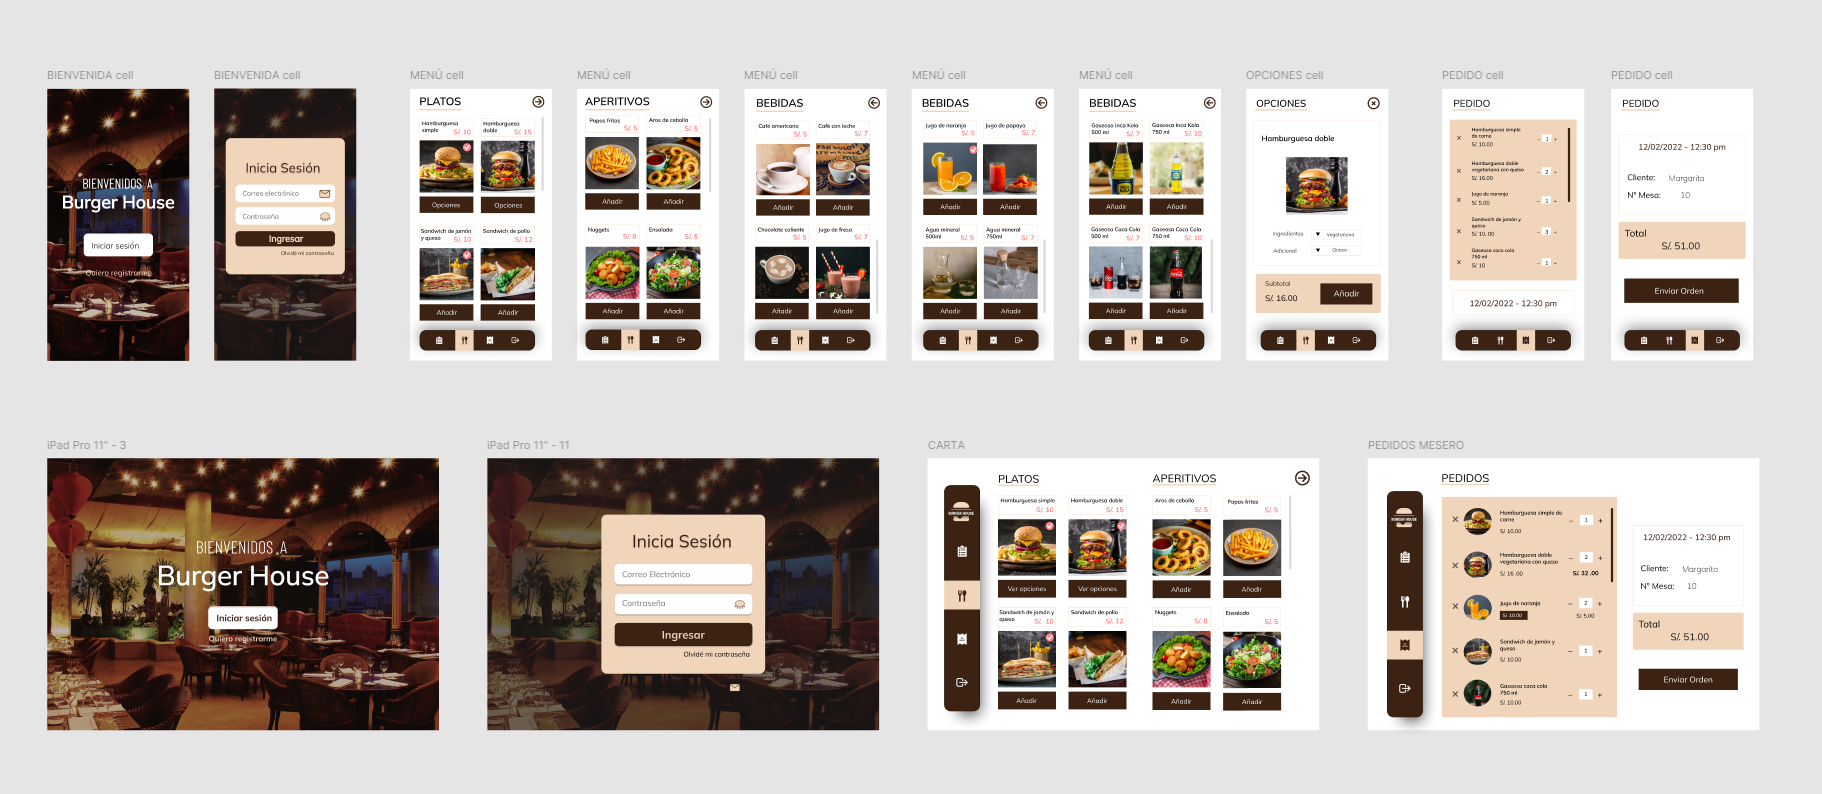 BIENVENIDA cell
BIENVENIDOS A
Burger House
Iniciar sesión
Quiero registrarme
BIENVENIDA cell
Inicia Sesión
Correo electrónico
Contraseña
Ingresar
Olvidé mi contraseña
MENÚ cell
PLATOS
Hamburguesa
simple
S/. 10
Hamburguesa
doble
S/. 15
Opciones
Opciones
Sandwich de jamón
y queso
S/. 10
Sandwich de pollo
S/. 12
Añadir
Añadir
MENÚ cell
APERITIVOS
Papas fritas
S/. 5
Aros de cebolla
S/. 5
Añadir
Añadir
Nuggets
S/. 8
Ensalada
S/. 5
Añadir
Añadir
MENÚ cell
BEBIDAS
Café americano
S/. 5
Café con leche
S/. 7
Añadir
Añadir
Chocolate caliente
S/. 5
Jugo de fresa
S/. 7
Añadir
Añadir
MENÚ cell
BEBIDAS
Jugo de naranja
S/. 5
Jugo de papaya
S/. 7
Añadir
Añadir
Agua mineral
500ml
S/. 5
Agua mineral
750ml
S/. 7
Añadir
Añadir
MENÚ cell
BEBIDAS
Gaseosa Inca Kola
500 ml
S/. 7
Gaseosa Inca Kola
750 ml
S/. 10
Añadir
Añadir
Gaseosa Coca Cola
500 ml
S/. 7
Gaseosa Coca Cola
750 ml
S/. 10
Añadir
Añadir
OPCIONES cell
OPCIONES
Hamburguesa doble
Ingredientes
Vegetariana
Adicional
Queso
Subtotal
S/. 16.00
Añadir
PEDIDO cell
PEDIDO
Hamburguesa simple
de carne
S/. 10.00
- 1 +
Hamburguesa doble
vegetariana con queso
S/. 16.00
- 2 +
Jugo de naranja
S/. 5.00
- 1 +
Sandwich de jamón y
queso
S/. 10. 00
- 3 +
Gaseosa coca cola
750 ml
S/. 10
- 1 +
12/02/2022 - 12:30 pm
PEDIDO cell
PEDIDO
12/02/2022 - 12:30 pm
Cliente: Margarita
N° Mesa: 10
Total
S/. 51.00
Enviar Orden
iPad Pro 11" - 3
BIENVENIDOS A
Burger House
Iniciar sesión
Quiero registrarme
iPad Pro 11" - 11
Inicia Sesión
Correo Electrónico
Contraseña
Ingresar
Olvidé mi contraseña
CARTA
BURGER HOUSE
PLATOS
Hamburguesa simple
S/. 10
Hamburguesa doble
S/. 15
Ver opciones
Ver opciones
Sandwich de jamón y
queso
S/. 10
Sandwich de pollo
S/. 12
Añadir
Añadir
APERITIVOS
Aros de cebolla
S/. 5
Papas fritas
S/. 5
Añadir
Añadir
Nuggets
S/. 8
Ensalada
S/. 5
Añadir
Añadir
PEDIDOS MESERO
BURGER HOUSE
PEDIDOS
Hamburguesa simple de
carne
S/. 10.00
- 1 +
Hamburguesa doble
vegetariana con queso
S/. 16 .00
- 2 +
S/. 32 .00
Jugo de naranja
S/. 10.00
- 2 +
S/. 5.00
Sandwich de jamón y
queso
S/. 10.00
- 1 +
Gaseosa coca cola
750 ml
S/. 10.00
- 1 +
12/02/2022 - 12:30 pm
Cliente: Margarita
N° Mesa: 10
Total
S/. 51.00
Enviar Orden